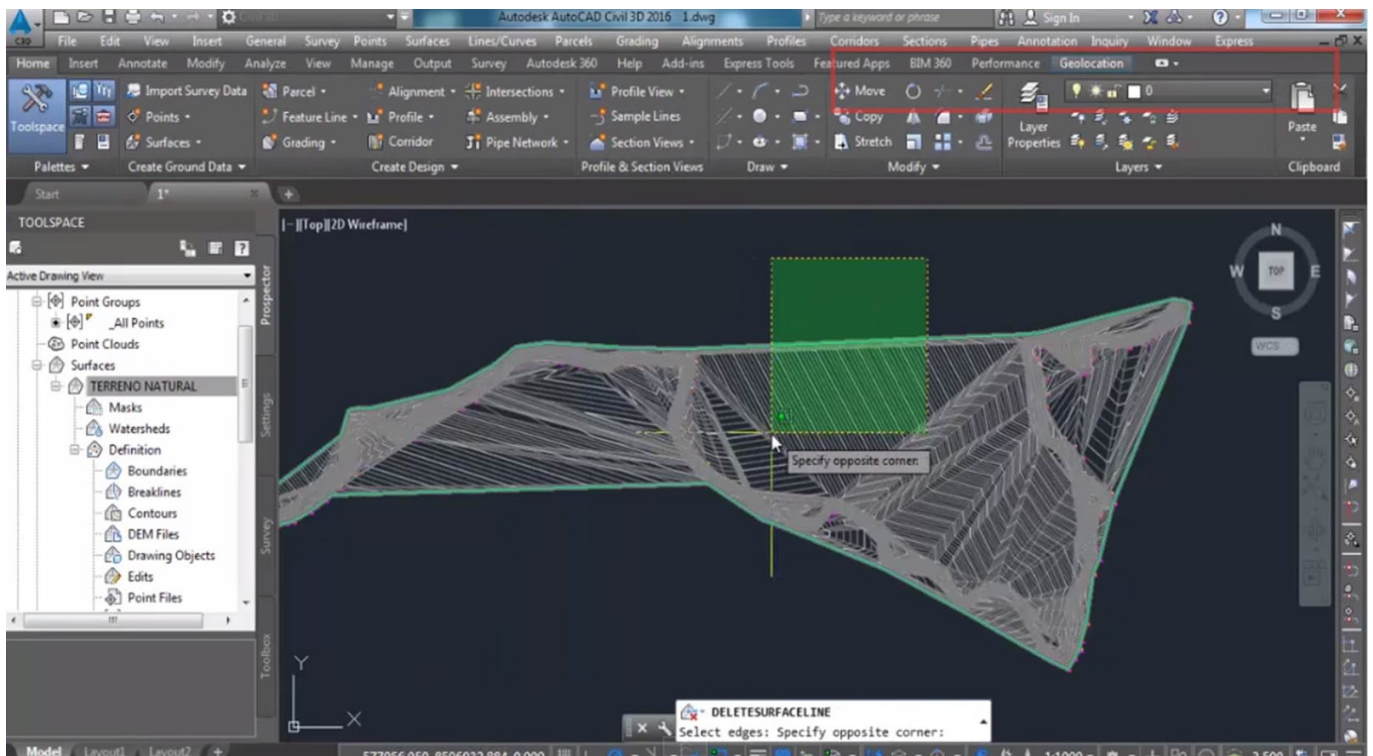 Autodesk AutoCAD Civil 3D 2016 1.dwg
Type a keyword or phrase
Sign In
C3D
File Edit View Insert General Survey Points Surfaces Lines/Curves Parcels Grading Alignments Profiles Corridors Sections Pipes Annotation Inquiry Window Express
Home Insert Annotate Modify Analyze View Manage Output Survey Autodesk 360 Help Add-ins Express Tools Featured Apps BIM 360 Performance Geolocation
Import Survey Data Parcel Alignment Intersections Profile View Move 0
Toolspace Points Feature Line Profile Assembly Sample Lines Copy Layer Paste
Surfaces Grading Corridor Pipe Network Section Views Stretch Properties
Palettes Create Ground Data Create Design Profile & Section Views Draw Modify Layers Clipboard
Start 1* +
TOOLSPACE
[-][Top][2D Wireframe]
Active Drawing View
Point Groups
_All Points
Point Clouds
Surfaces
TERRENO NATURAL
Masks
Watersheds
Definition
Boundaries
Breaklines
Contours
DEM Files
Drawing Objects
Edits
Point Files
Prospector
Settings
Survey
Toolbox
N
W TOP E
S
WCS
Specify opposite corner:
Y
X
DELETESURFACELINE
Select edges: Specify opposite corner:
Model Layout1 Layout2 +
1:1000
3.500